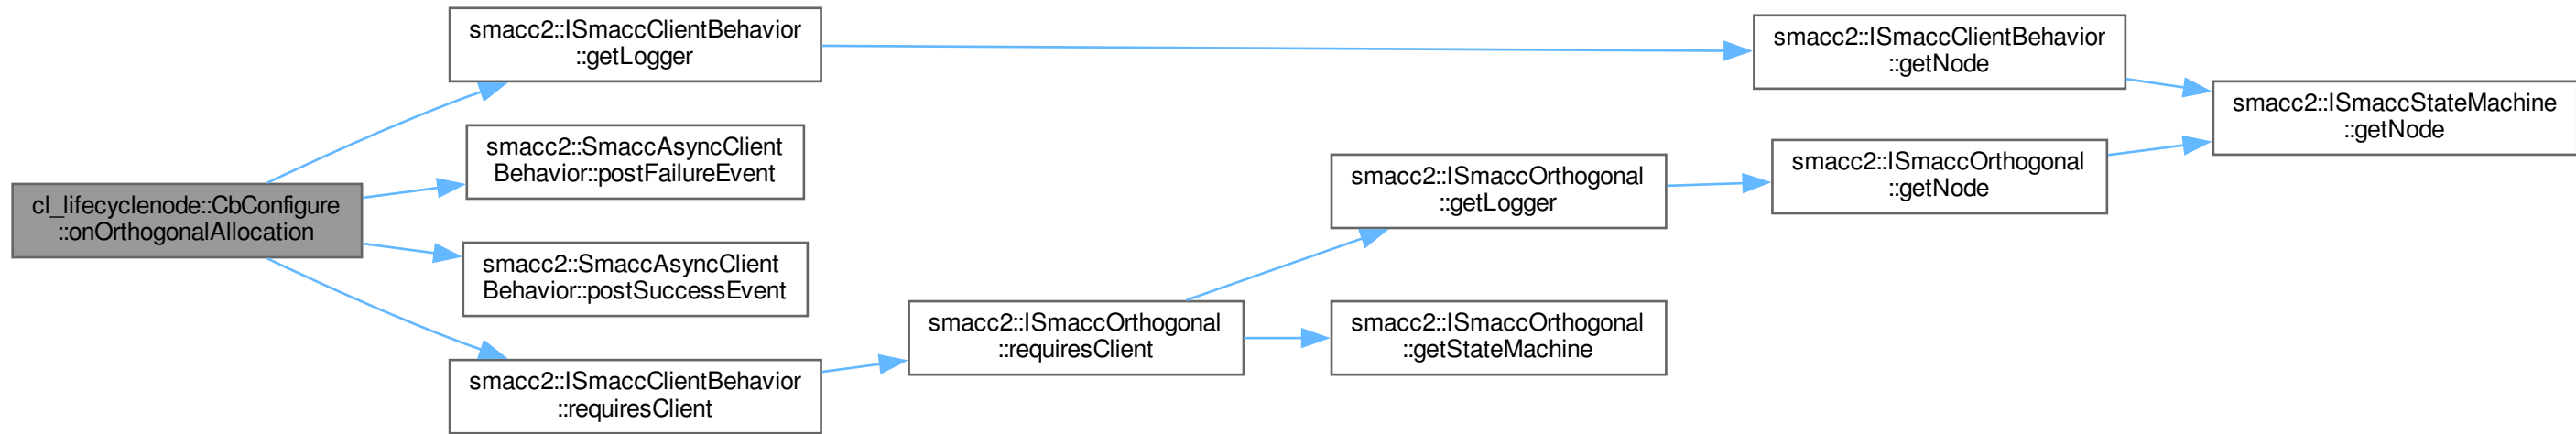 cl_lifecyclenode::CbConfigure
::onOrthogonalAllocation
smacc2::ISmaccClientBehavior
::getLogger
smacc2::ISmaccClientBehavior
::getNode
smacc2::ISmaccStateMachine
::getNode
smacc2::SmaccAsyncClient
Behavior::postFailureEvent
smacc2::SmaccAsyncClient
Behavior::postSuccessEvent
smacc2::ISmaccClientBehavior
::requiresClient
smacc2::ISmaccOrthogonal
::requiresClient
smacc2::ISmaccOrthogonal
::getLogger
smacc2::ISmaccOrthogonal
::getNode
smacc2::ISmaccOrthogonal
::getStateMachine